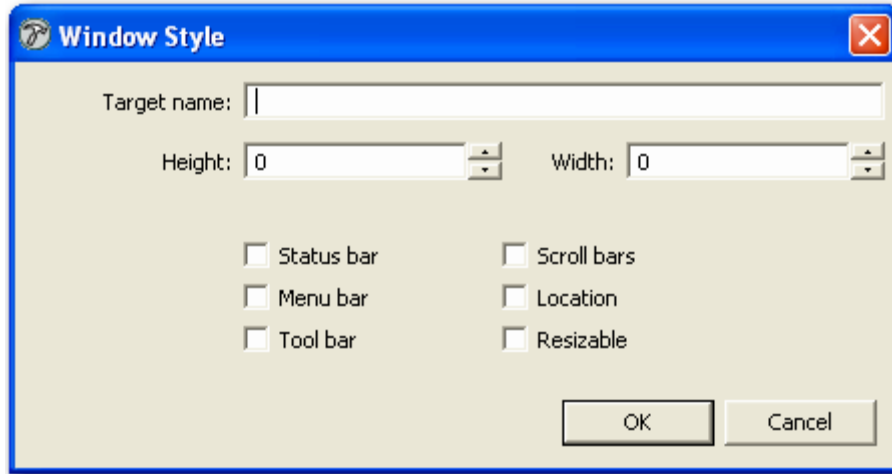 Window Style
Target name:
Height: 0 Width: 0
Status bar Scroll bars
Menu bar Location
Tool bar Resizable
OK Cancel